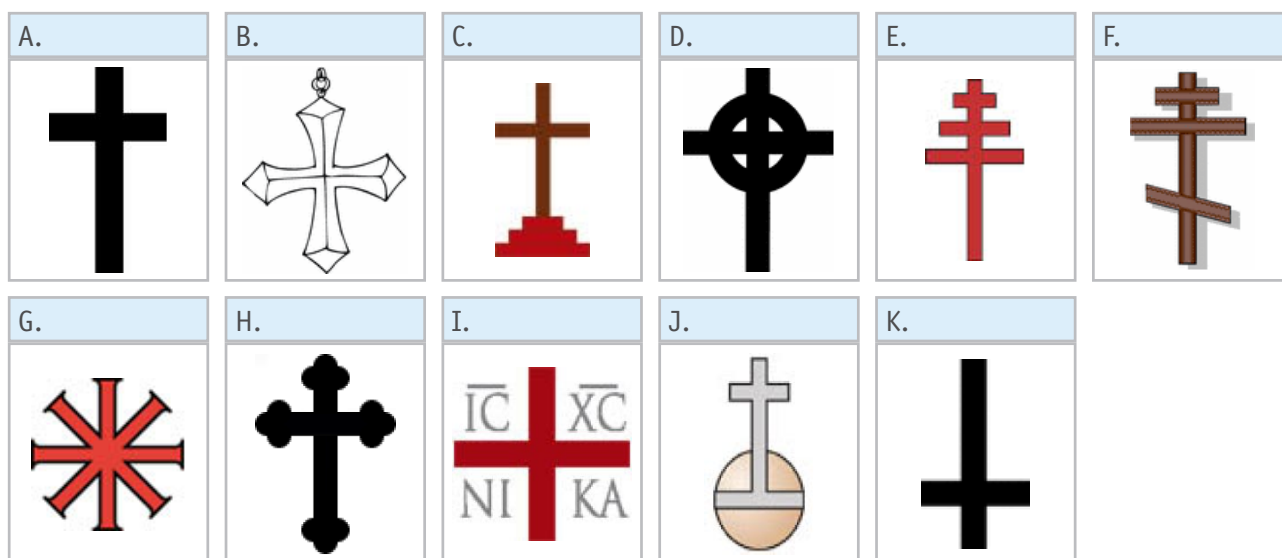 A. B. C. D. E. F.
G. H. I. J. K.
IC XC
NI KA